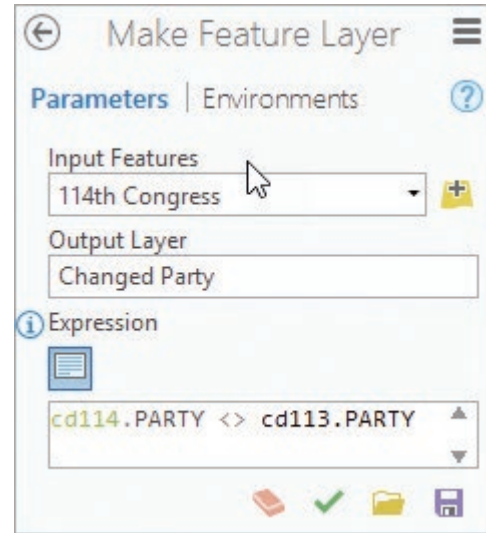 Make Feature Layer
Parameters | Environments
Input Features
114th Congress
Output Layer
Changed Party
Expression
cd114.PARTY <> cd113.PARTY